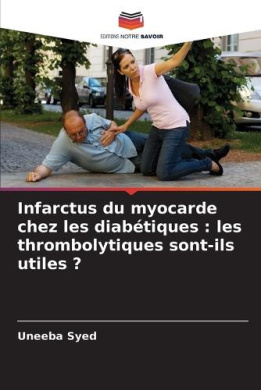 EDITIONS NOTRE SAVOIR
Infarctus du myocarde
chez les diabétiques : les
thrombolytiques sont-ils
utiles ?
Uneeba Syed